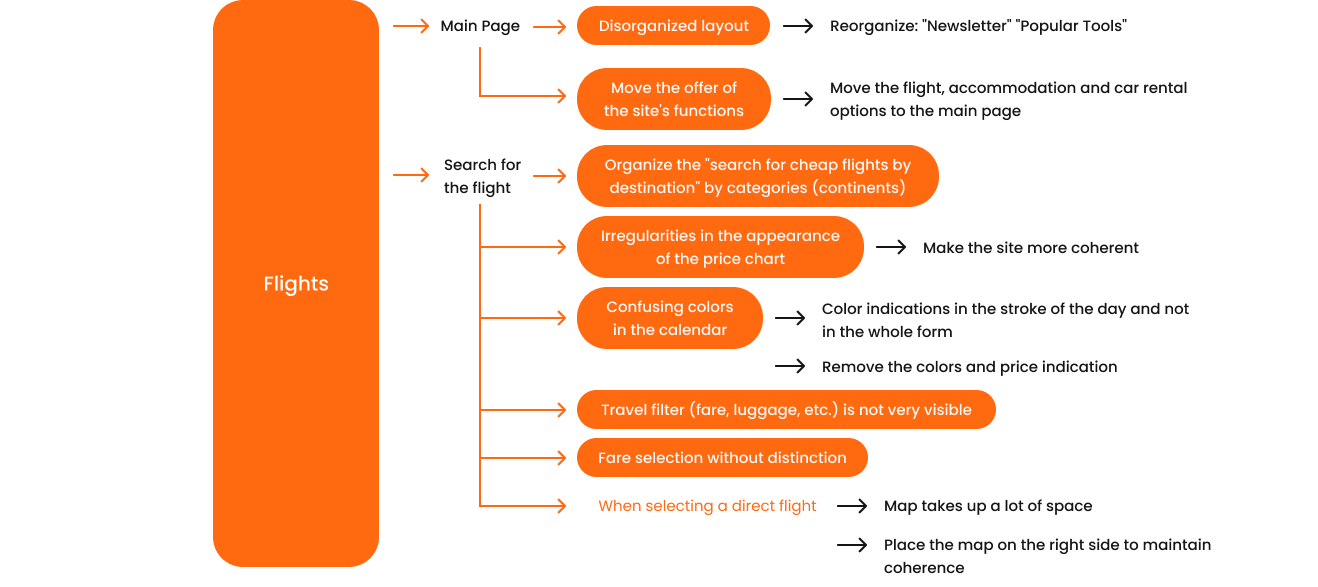 Flights
Main Page
Disorganized layout
Reorganize: "Newsletter" "Popular Tools"
Move the offer of
the site's functions
Move the flight, accommodation and car rental
options to the main page
Search for
the flight
Organize the "search for cheap flights by
destination" by categories (continents)
Irregularities in the appearance
of the price chart
Make the site more coherent
Confusing colors
in the calendar
Color indications in the stroke of the day and not
in the whole form
Remove the colors and price indication
Travel filter (fare, luggage, etc.) is not very visible
Fare selection without distinction
When selecting a direct flight
Map takes up a lot of space
Place the map on the right side to maintain
coherence